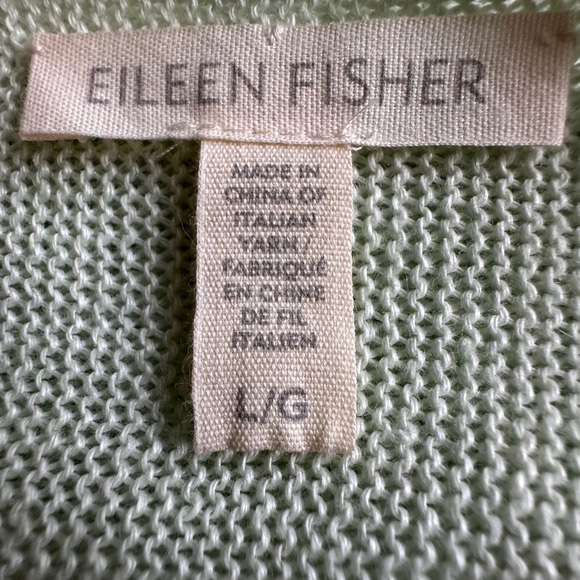 EILEEN FISHER
MADE IN
CHINA OF
ITALIAN
YARN /
FABRIQUÉ
EN CHINE
DE FIL
ITALIEN
L/G